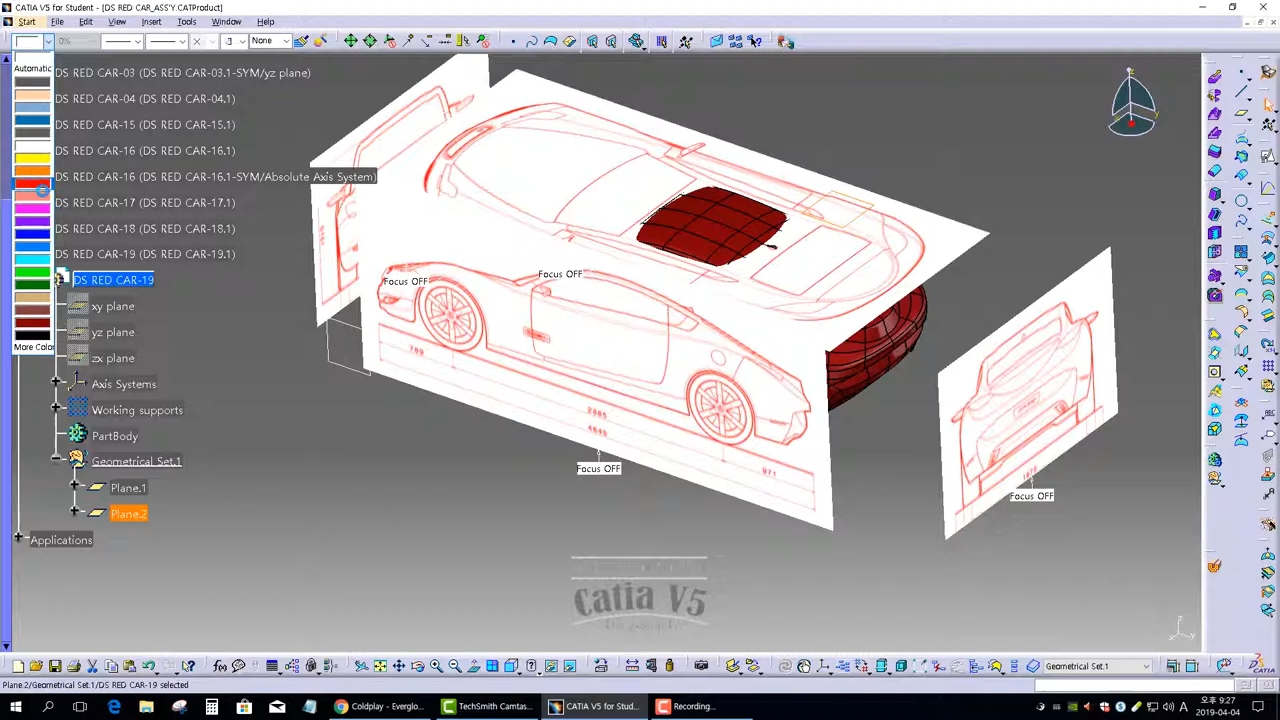 CATIA V5 for Student - [DS RED CAR_ASS'Y.CATProduct]
Start File Edit View Insert Tools Window Help
0% 3 None
Automatic
DS RED CAR-03 (DS RED CAR-03.1-SYM/yz plane)
DS RED CAR-04 (DS RED CAR-04.1)
DS RED CAR-15 (DS RED CAR-15.1)
DS RED CAR-16 (DS RED CAR-16.1)
DS RED CAR-16 (DS RED CAR-16.1-SYM/Absolute Axis System)
DS RED CAR-17 (DS RED CAR-17.1)
DS RED CAR-18 (DS RED CAR-18.1)
DS RED CAR-19 (DS RED CAR-19.1)
DS RED CAR-19
xy plane
yz plane
More Color
zx plane
Axis Systems
Working supports
PartBody
Geometrical Set.1
Plane.1
Plane.2
Applications
Focus OFF
Focus OFF
789
971
Focus OFF
Focus OFF
Catia V5
Geometrical Set.1
CATIA
Plane.2/Geometrical Set.1/DS RED CAR-19 selected
Coldplay - Everglo...
TechSmith Camtas...
CATIA V5 for Stud...
Recording...
A
오후 9:27
2019-04-04